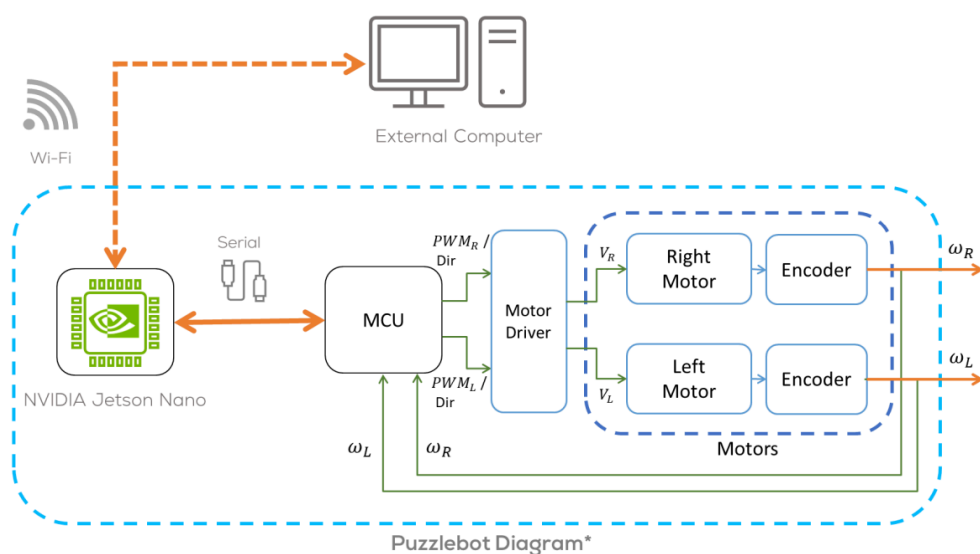 External Computer
Wi-Fi
Serial
NVIDIA Jetson Nano
MCU
PWM_R /
Dir
PWM_L /
Dir
Motor
Driver
V_R
V_L
Right
Motor
Encoder
Left
Motor
Encoder
Motors
ω_R
ω_L
ω_L
ω_R
Puzzlebot Diagram*